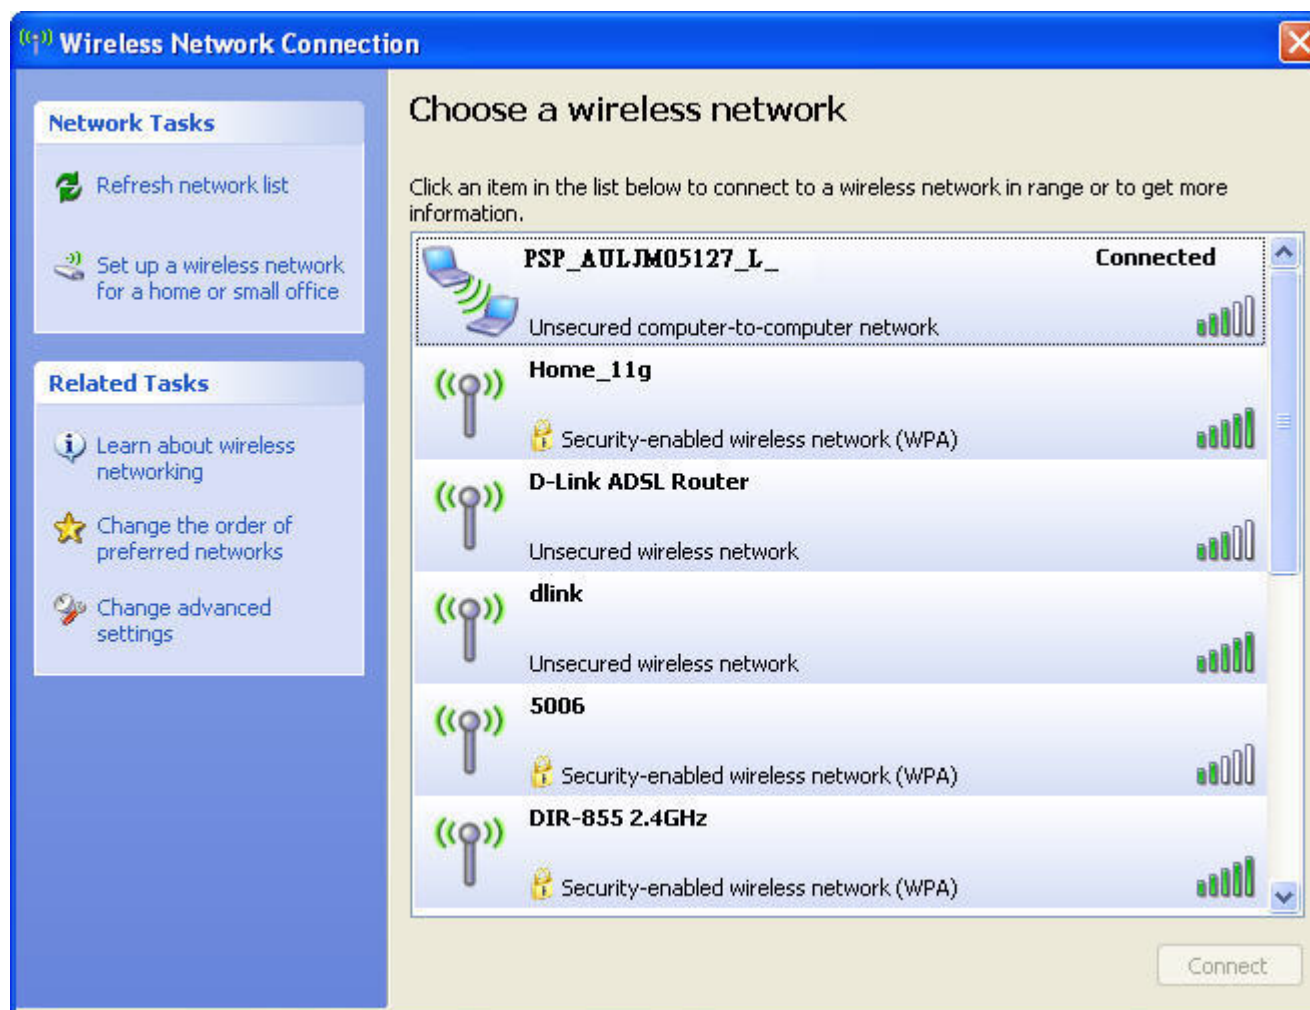 Wireless Network Connection
Network Tasks
Refresh network list
Set up a wireless network
for a home or small office
Related Tasks
Learn about wireless
networking
Change the order of
preferred networks
Change advanced
settings
Choose a wireless network
Click an item in the list below to connect to a wireless network in range or to get more
information.
PSP_AULJM05127_L_ Connected
Unsecured computer-to-computer network
Home_11g
Security-enabled wireless network (WPA)
D-Link ADSL Router
Unsecured wireless network
dlink
Unsecured wireless network
5006
Security-enabled wireless network (WPA)
DIR-855 2.4GHz
Security-enabled wireless network (WPA)
Connect